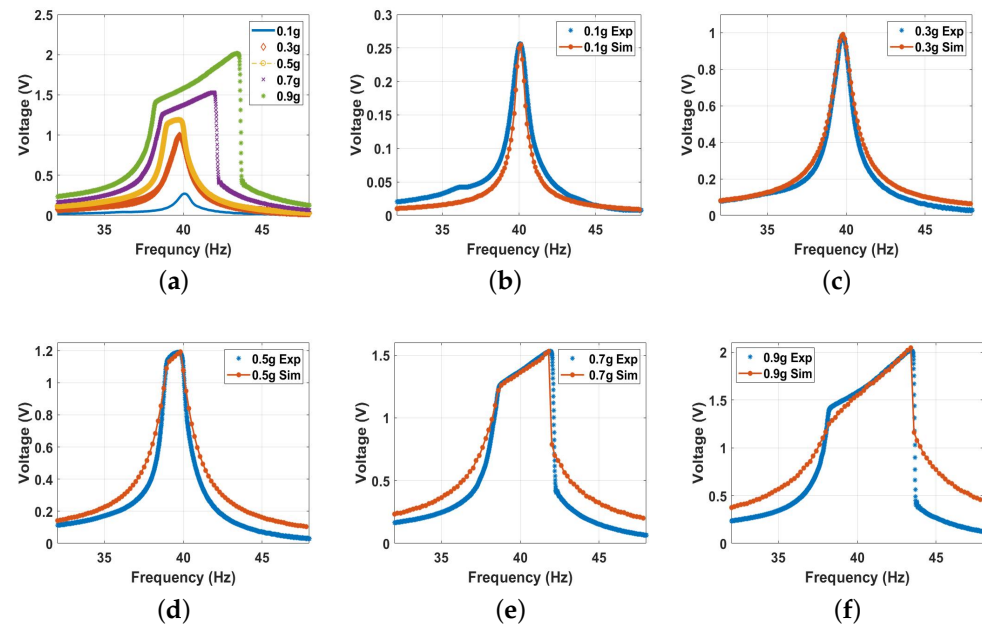 2.5
2
1.5
1
0.5
0
Voltage (V)
0.1g
0.3g
0.5g
0.7g
0.9g
35 40 45
Frequncy (Hz)
(a)
0.3
0.25
0.2
0.15
0.1
0.05
0
Voltage (V)
0.1g Exp
0.1g Sim
35 40 45
Frequency (Hz)
(b)
1
0.8
0.6
0.4
0.2
0
Voltage (V)
0.3g Exp
0.3g Sim
35 40 45
Frequency (Hz)
(c)
1.2
1
0.8
0.6
0.4
0.2
0
Voltage (V)
0.5g Exp
0.5g Sim
35 40 45
Frequency (Hz)
(d)
1.5
1
0.5
0
Voltage (V)
0.7g Exp
0.7g Sim
35 40 45
Frequency (Hz)
(e)
2
1.5
1
0.5
0
Voltage (V)
0.9g Exp
0.9g Sim
35 40 45
Frequency (Hz)
(f)